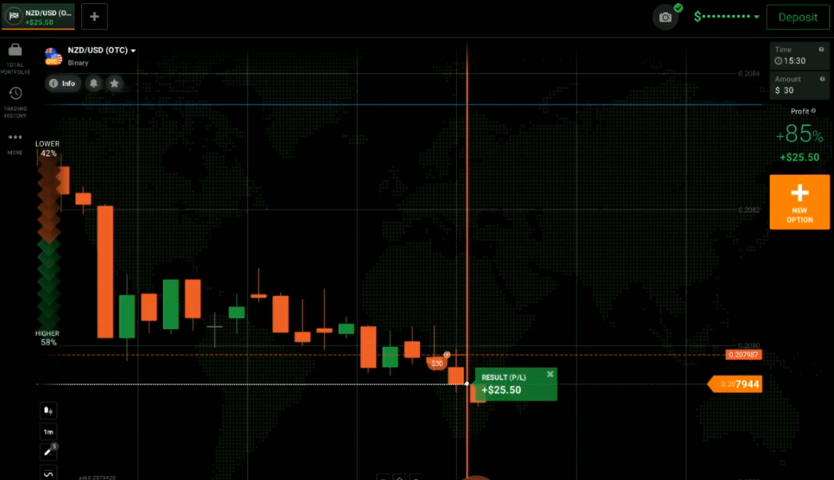 NZD/USD (O...
+$25.50
$••••••••••
Deposit
TOTAL
PORTFOLIO
TRADING
HISTORY
MORE
NZD/USD (OTC)
Binary
Info
LOWER
42%
HIGHER
58%
1m
0.2084
0.2082
0.2080
0.207987
7944
$30
RESULT (P/L)
+$25.50
Time
15:30
Amount
$ 30
Profit
+85%
+$25.50
NEW
OPTION